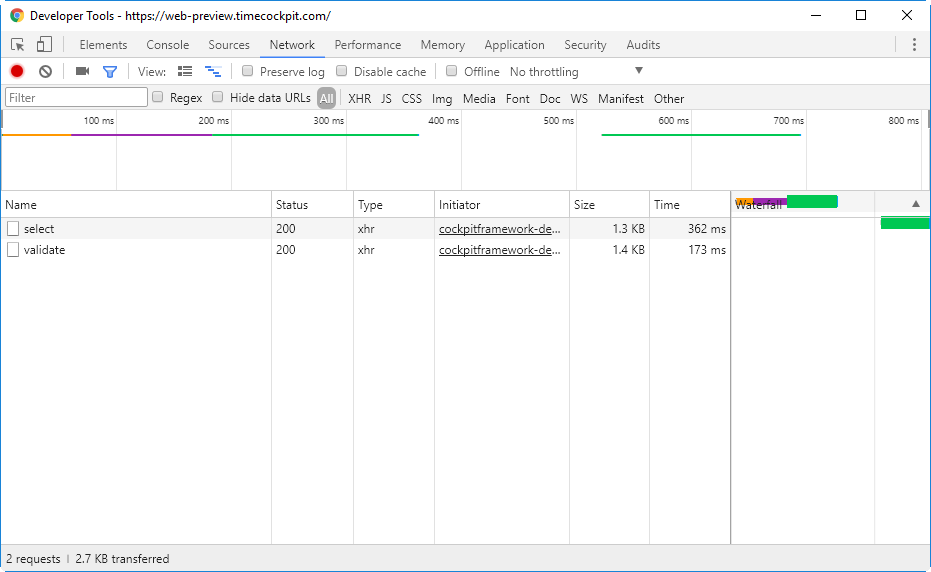 Developer Tools - https://web-preview.timecockpit.com/
Elements Console Sources Network Performance Memory Application Security Audits
View: Preserve log Disable cache Offline No throttling
Filter Regex Hide data URLs All XHR JS CSS Img Media Font Doc WS Manifest Other
100 ms 200 ms 300 ms 400 ms 500 ms 600 ms 700 ms 800 ms
Name Status Type Initiator Size Time Waterfall
select 200 xhr cockpitframework-de... 1.3 KB 362 ms
validate 200 xhr cockpitframework-de... 1.4 KB 173 ms
2 requests | 2.7 KB transferred